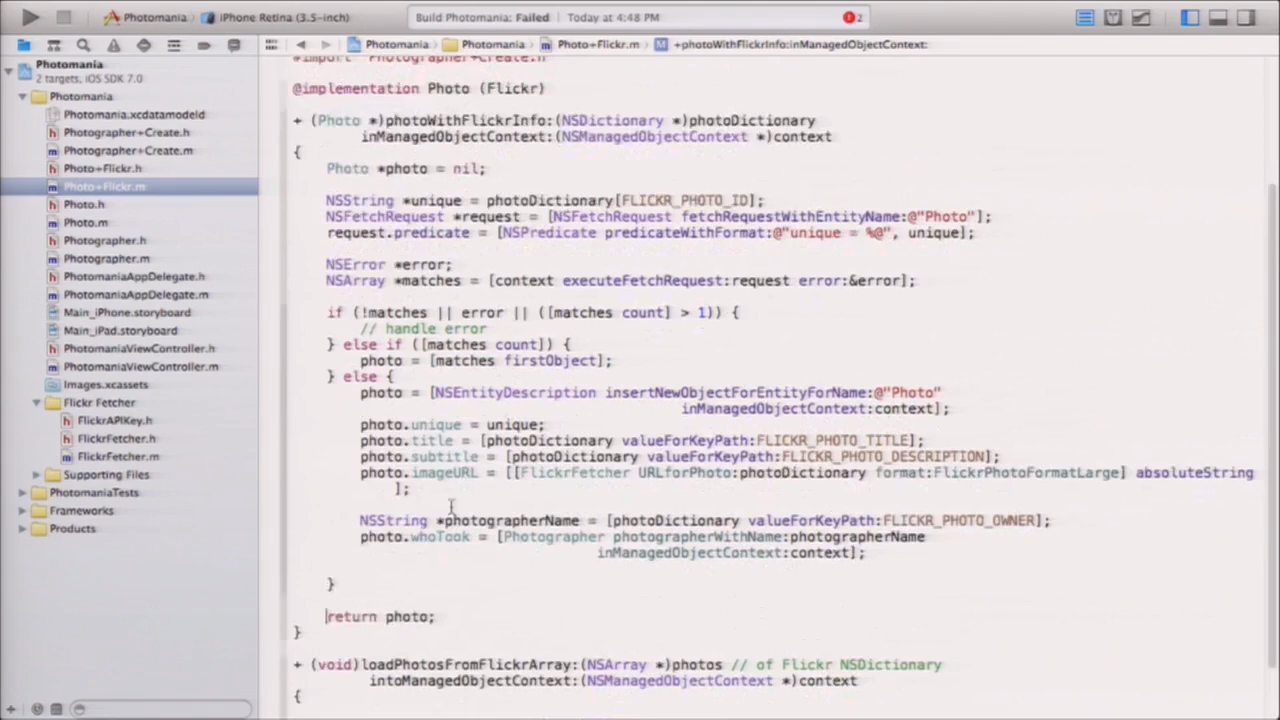 Photomania
iPhone Retina (3.5-inch)
Build Photomania: Failed
Today at 4:48 PM
2
Photomania
Photomania
Photo+Flickr.m
M
+photoWithFlickrInfo:inManagedObjectContext:
Photomania
2 targets, iOS SDK 7.0
Photomania
Photomania.xcdatamodeld
h Photographer+Create.h
m Photographer+Create.m
h Photo+Flickr.h
m Photo+Flickr.m
h Photo.h
m Photo.m
h Photographer.h
m Photographer.m
h PhotomaniaAppDelegate.h
m PhotomaniaAppDelegate.m
Main_iPhone.storyboard
Main_iPad.storyboard
h PhotomaniaViewController.h
m PhotomaniaViewController.m
Images.xcassets
Flickr Fetcher
h FlickrAPIKey.h
h FlickrFetcher.h
m FlickrFetcher.m
Supporting Files
PhotomaniaTests
Frameworks
Products
#import "Photographer+Create.h"
@implementation Photo (Flickr)
+ (Photo *)photoWithFlickrInfo:(NSDictionary *)photoDictionary
inManagedObjectContext:(NSManagedObjectContext *)context
{
Photo *photo = nil;
NSString *unique = photoDictionary[FLICKR_PHOTO_ID];
NSFetchRequest *request = [NSFetchRequest fetchRequestWithEntityName:@"Photo"];
request.predicate = [NSPredicate predicateWithFormat:@"unique = %@", unique];
NSError *error;
NSArray *matches = [context executeFetchRequest:request error:&error];
if (!matches || error || ([matches count] > 1)) {
// handle error
} else if ([matches count]) {
photo = [matches firstObject];
} else {
photo = [NSEntityDescription insertNewObjectForEntityForName:@"Photo"
inManagedObjectContext:context];
photo.unique = unique;
photo.title = [photoDictionary valueForKeyPath:FLICKR_PHOTO_TITLE];
photo.subtitle = [photoDictionary valueForKeyPath:FLICKR_PHOTO_DESCRIPTION];
photo.imageURL = [[FlickrFetcher URLforPhoto:photoDictionary format:FlickrPhotoFormatLarge] absoluteString
];
NSString *photographerName = [photoDictionary valueForKeyPath:FLICKR_PHOTO_OWNER];
photo.whoTook = [Photographer photographerWithName:photographerName
inManagedObjectContext:context];
}
return photo;
}
+ (void)loadPhotosFromFlickrArray:(NSArray *)photos // of Flickr NSDictionary
intoManagedObjectContext:(NSManagedObjectContext *)context
{